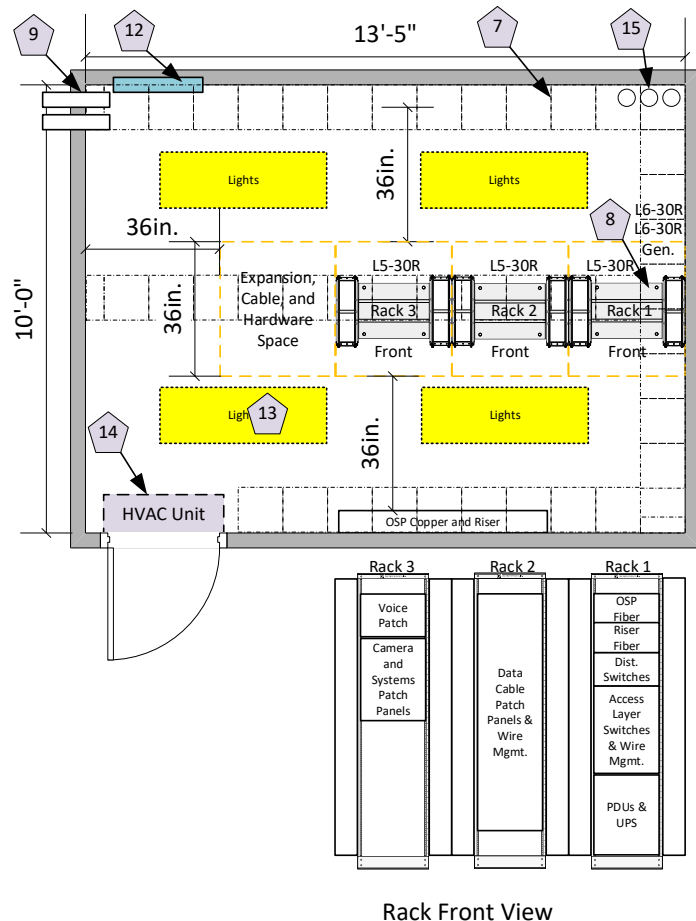 9
12
13'-5"
7
15
Lights
Lights
36in.
36in.
8
L6-30R
L6-30R
Gen.
10'-0"
36in.
Expansion,
Cable, and
Hardware
Space
L5-30R
L5-30R
L5-30R
Rack 3
Rack 2
Rack 1
Front
Front
Front
Lights
13
Lights
36in.
14
HVAC Unit
OSP Copper and Riser
Rack 3
Rack 2
Rack 1
Voice
Patch
Camera
and
Systems
Patch
Panels
Data
Cable
Patch
Panels &
Wire
Mgmt.
OSP
Fiber
Riser
Fiber
Dist.
Switches
Access
Layer
Switches
& Wire
Mgmt.
PDUs &
UPS
Rack Front View